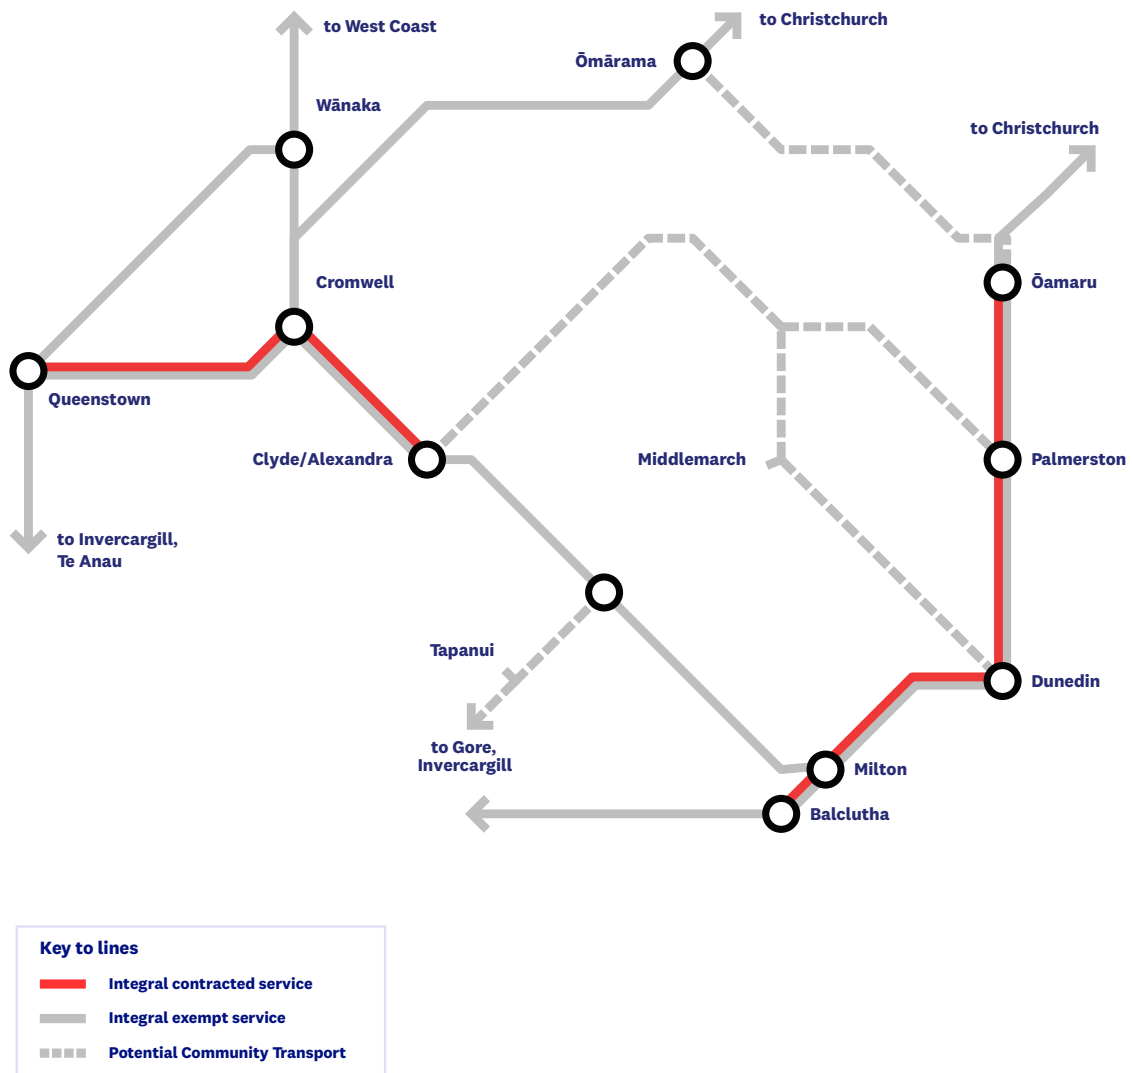 to West Coast
to Christchurch
Ōmārama
Wānaka
to Christchurch
Cromwell
Ōamaru
Queenstown
Clyde/Alexandra
Middlemarch
Palmerston
to Invercargill,
Te Anau
Tapanui
Dunedin
to Gore,
Invercargill
Milton
Balclutha
Key to lines
Integral contracted service
Integral exempt service
Potential Community Transport